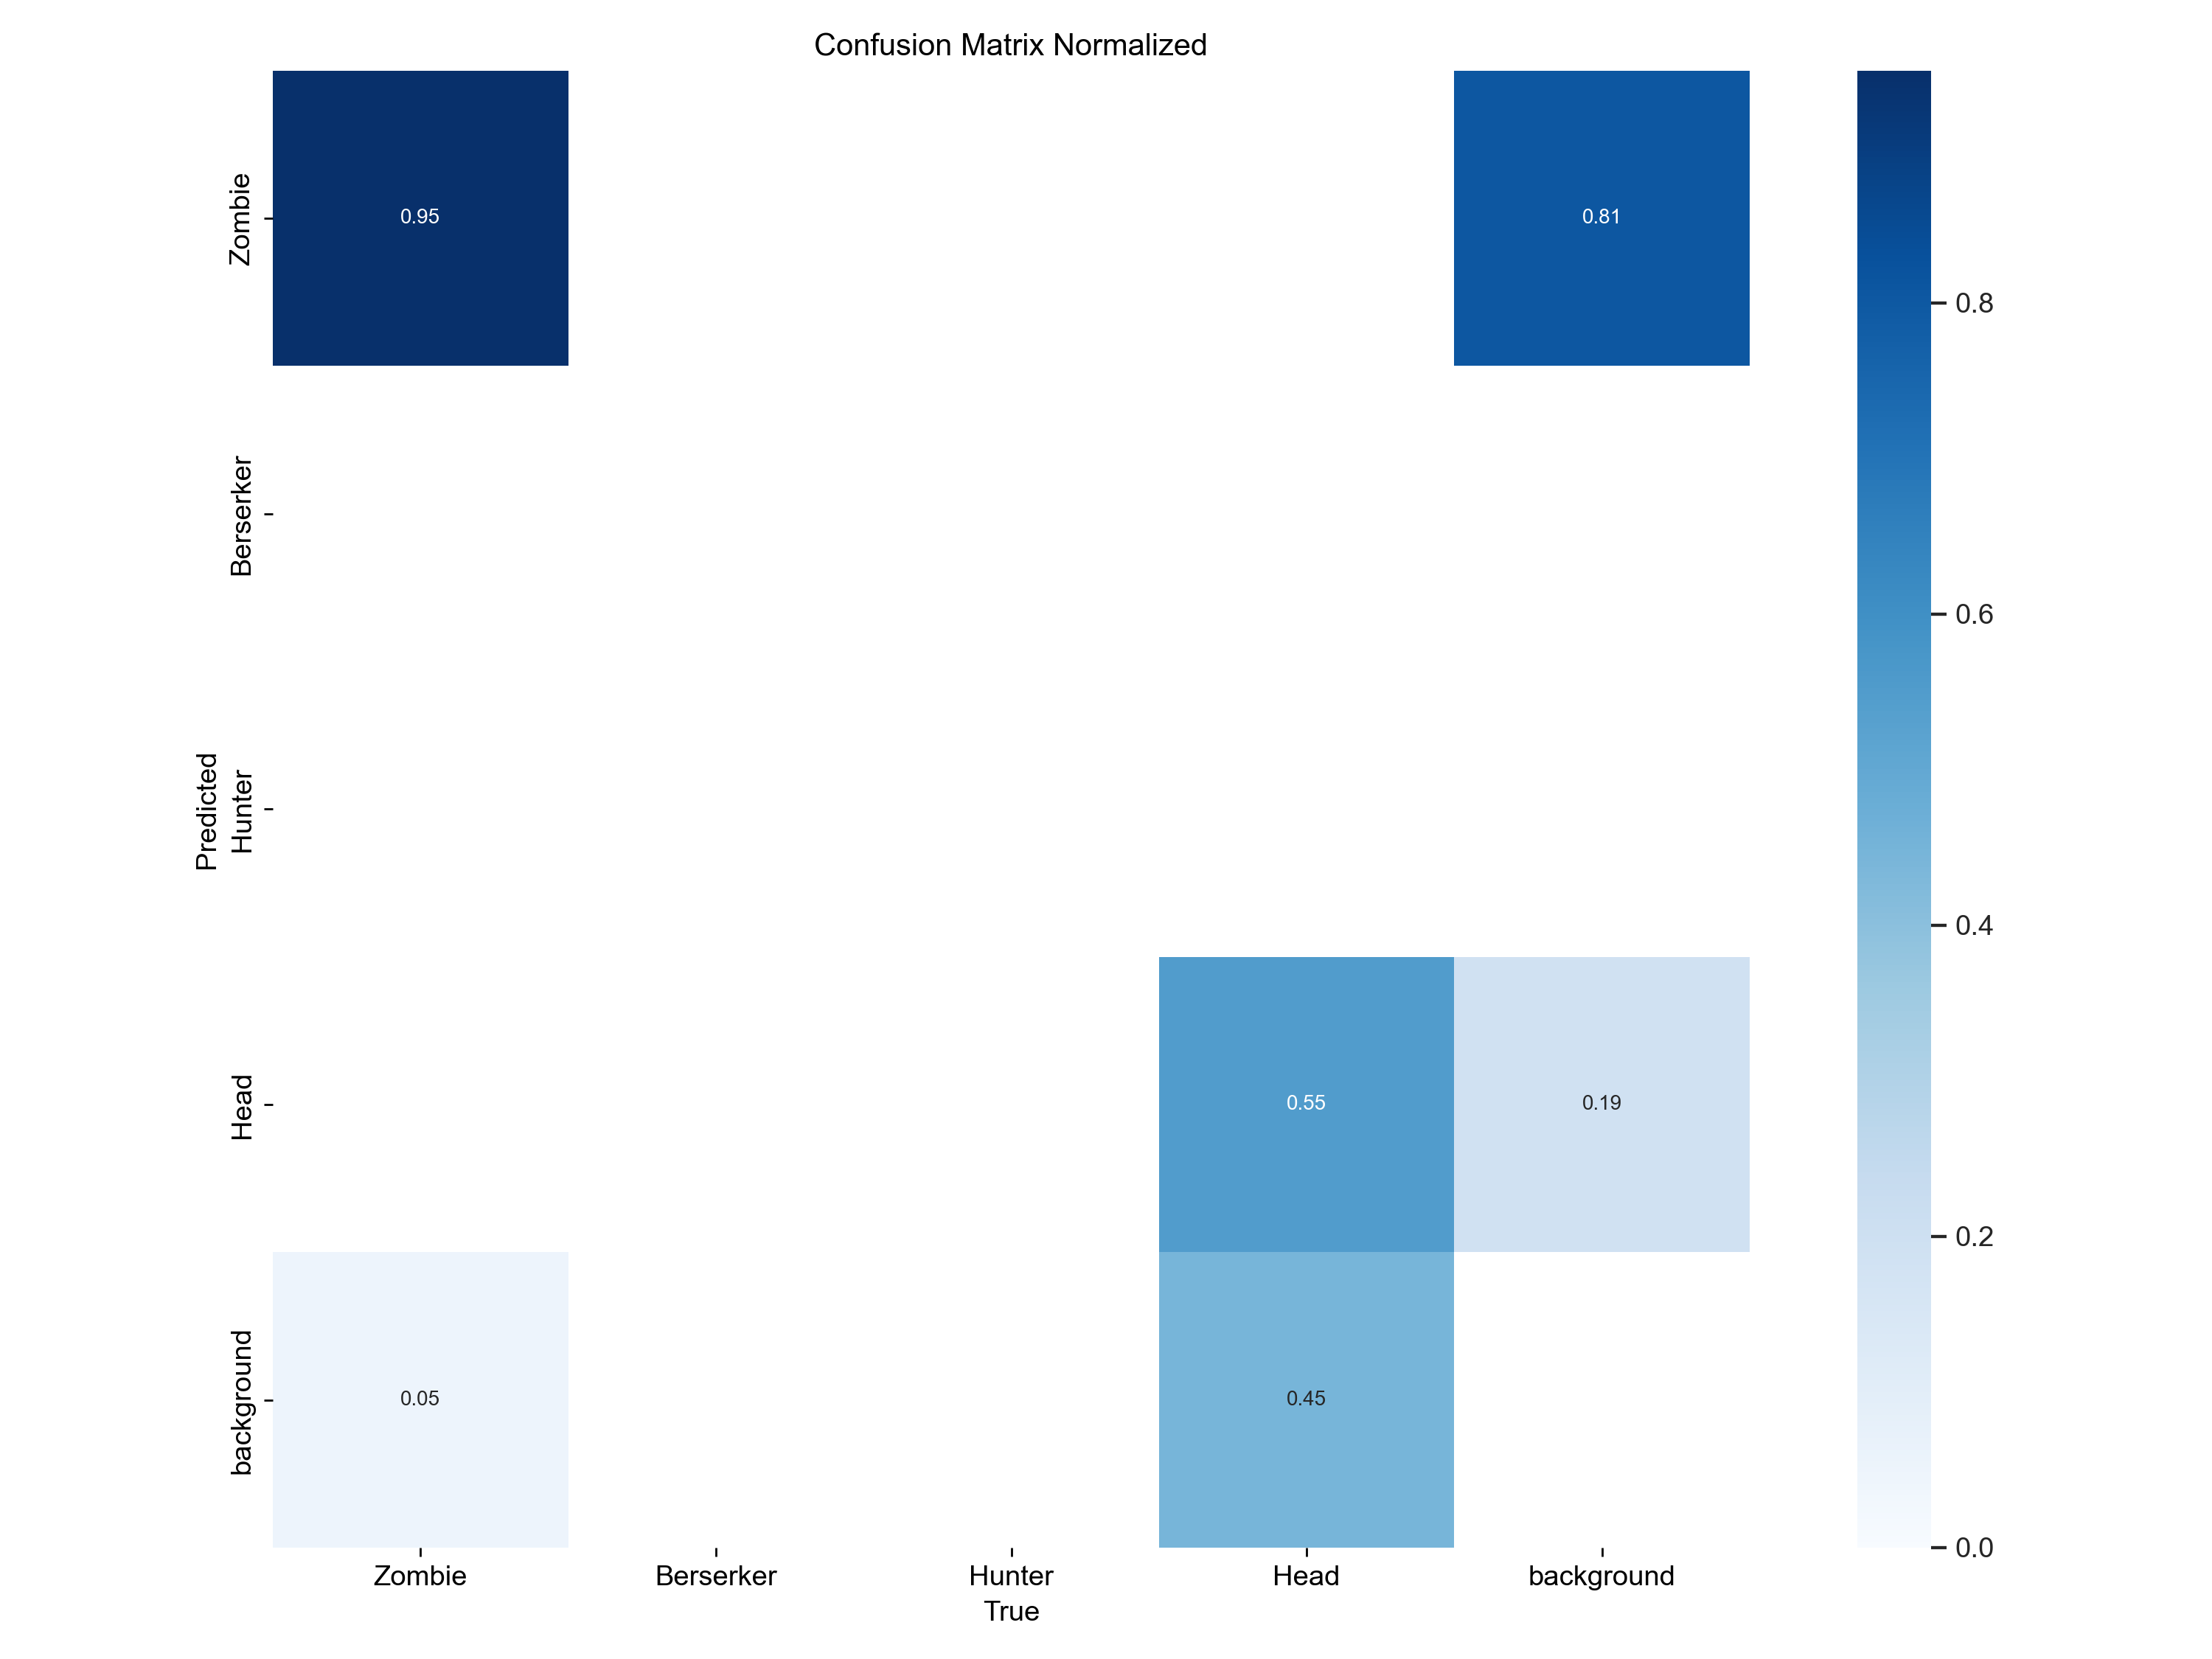 Confusion Matrix Normalized
Zombie
0.95
0.81
0.8
Berserker
0.6
Predicted
Hunter
0.4
Head
0.55
0.19
0.2
background
0.05
0.45
0.0
Zombie
Berserker
Hunter
Head
background
True